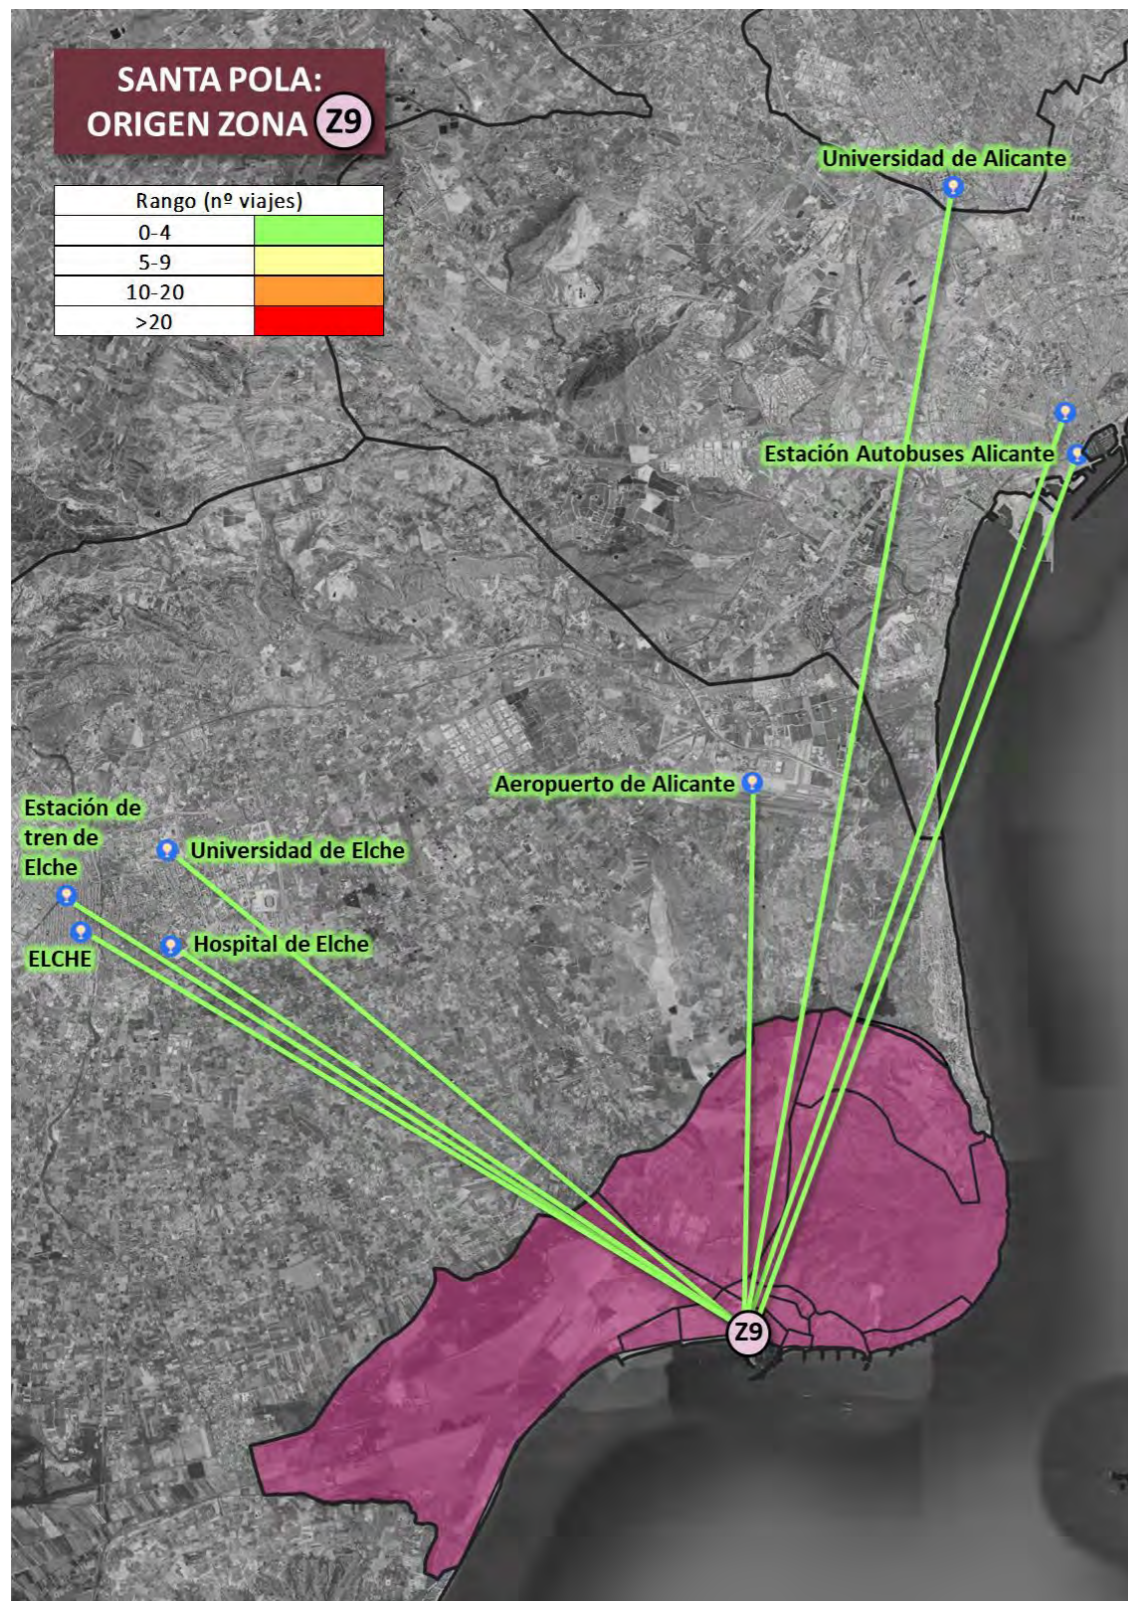 SANTA POLA:
ORIGEN ZONA Z9
Rango (nº viajes)
0-4
5-9
10-20
>20
Universidad de Alicante
Estación Autobuses Alicante
Aeropuerto de Alicante
Estación de
tren de
Elche
Universidad de Elche
Hospital de Elche
ELCHE
Z9